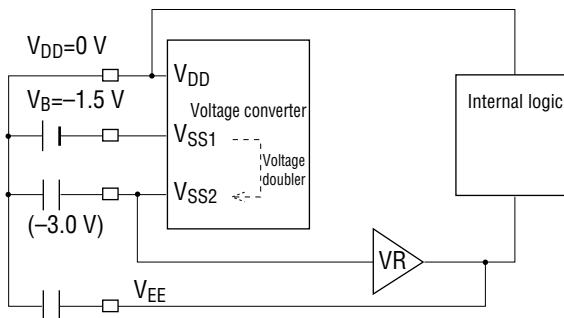 VDD=0 V
VDD
VB=–1.5 V
Voltage converter
Internal logic
VSS1
Voltage
doubler
VSS2
(–3.0 V)
VR
VEE